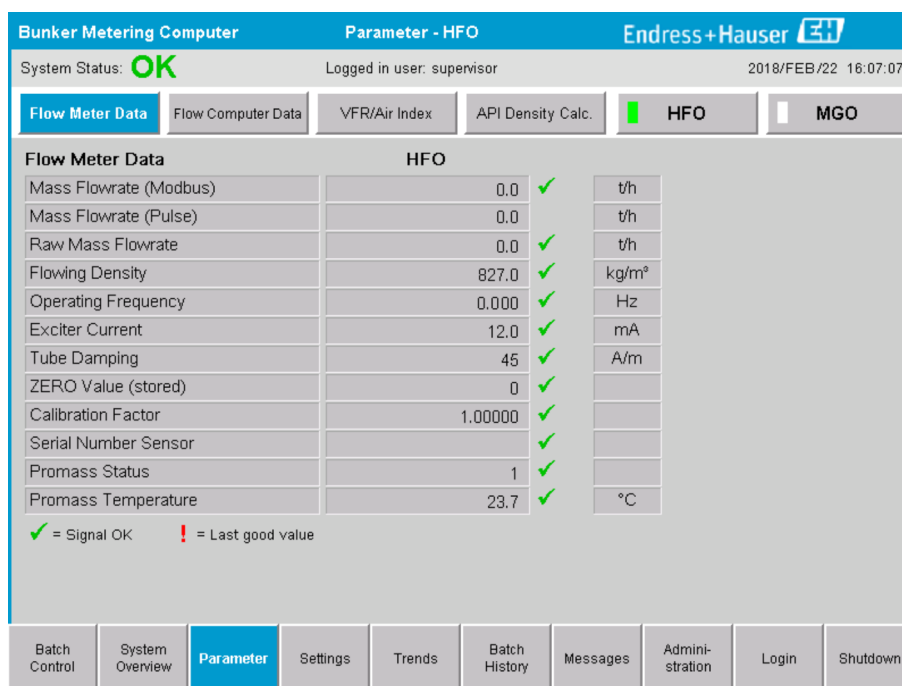 Bunker Metering Computer Parameter - HFO Endress+Hauser EH
System Status: OK Logged in user: supervisor 2018/FEB/22 16:07:07
Flow Meter Data Flow Computer Data VFR/Air Index API Density Calc. HFO MGO
Flow Meter Data HFO
Mass Flowrate (Modbus) 0.0 ✓ t/h
Mass Flowrate (Pulse) 0.0 t/h
Raw Mass Flowrate 0.0 ✓ t/h
Flowing Density 827.0 ✓ kg/m³
Operating Frequency 0.000 ✓ Hz
Exciter Current 12.0 ✓ mA
Tube Damping 45 ✓ A/m
ZERO Value (stored) 0 ✓
Calibration Factor 1.00000 ✓
Serial Number Sensor ✓
Promass Status 1 ✓
Promass Temperature 23.7 ✓ °C
✓ = Signal OK ! = Last good value
Batch Control System Overview Parameter Settings Trends Batch History Messages Admini-stration Login Shutdown